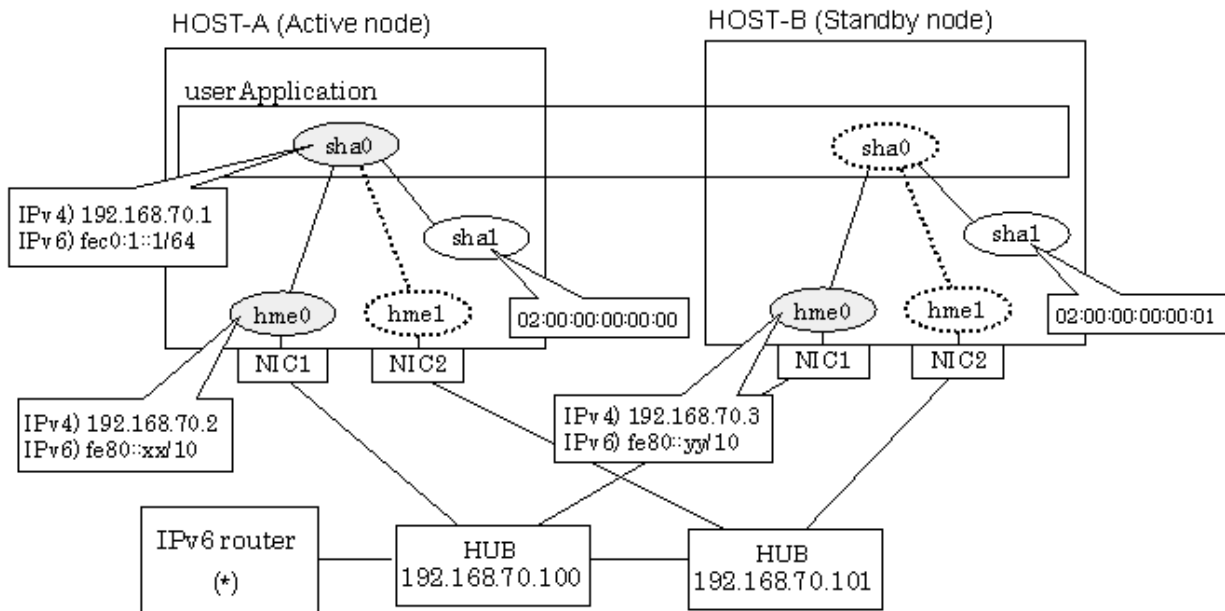 HOST-A (Active node)
HOST-B (Standby node)
userApplication
sha0
sha0
IPv4) 192.168.70.1
IPv6) fec0:1::1/64
sha1
sha1
hme0
hme1
02:00:00:00:00:00
hme0
hme1
02:00:00:00:00:01
NIC1
NIC2
NIC1
NIC2
IPv4) 192.168.70.2
IPv6) fe80::xx/10
IPv4) 192.168.70.3
IPv6) fe80::yy/10
IPv6 router
(*)
HUB
192.168.70.100
HUB
192.168.70.101